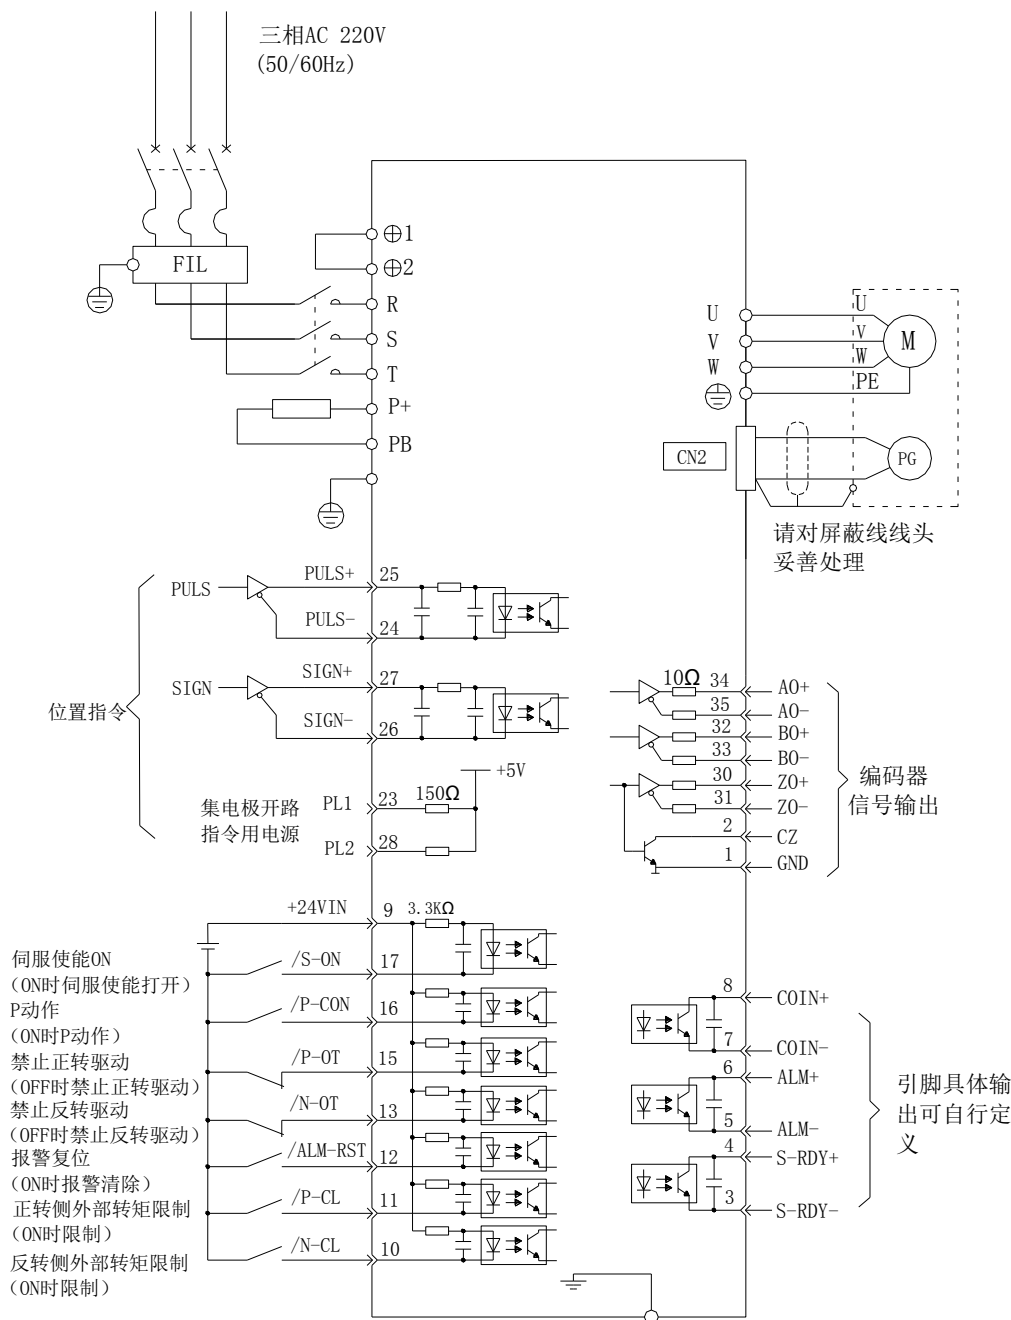 三相AC 220V
(50/60Hz)
FIL
⊕1
⊕2
R
S
T
P+
PB
U
V
W
U
V
W
PE
M
CN2
PG
请对屏蔽线线头
妥善处理
位置指令
PULS
PULS+
25
PULS-
24
SIGN
SIGN+
27
SIGN-
26
+5V
集电极开路
指令用电源
PL1
23
150Ω
PL2
28
10Ω
34
AO+
35
AO-
32
BO+
33
BO-
30
ZO+
31
ZO-
2
CZ
1
GND
编码器
信号输出
+24VIN
9
3.3KΩ
伺服使能ON
(ON时伺服使能打开)
/S-ON
17
P动作
(ON时P动作)
/P-CON
16
禁止正转驱动
(OFF时禁止正转驱动)
/P-OT
15
禁止反转驱动
(OFF时禁止反转驱动)
/N-OT
13
报警复位
(ON时报警清除)
/ALM-RST
12
正转侧外部转矩限制
(ON时限制)
/P-CL
11
反转侧外部转矩限制
(ON时限制)
/N-CL
10
8
COIN+
7
COIN-
6
ALM+
5
ALM-
4
S-RDY+
3
S-RDY-
引脚具体输
出可自行定
义